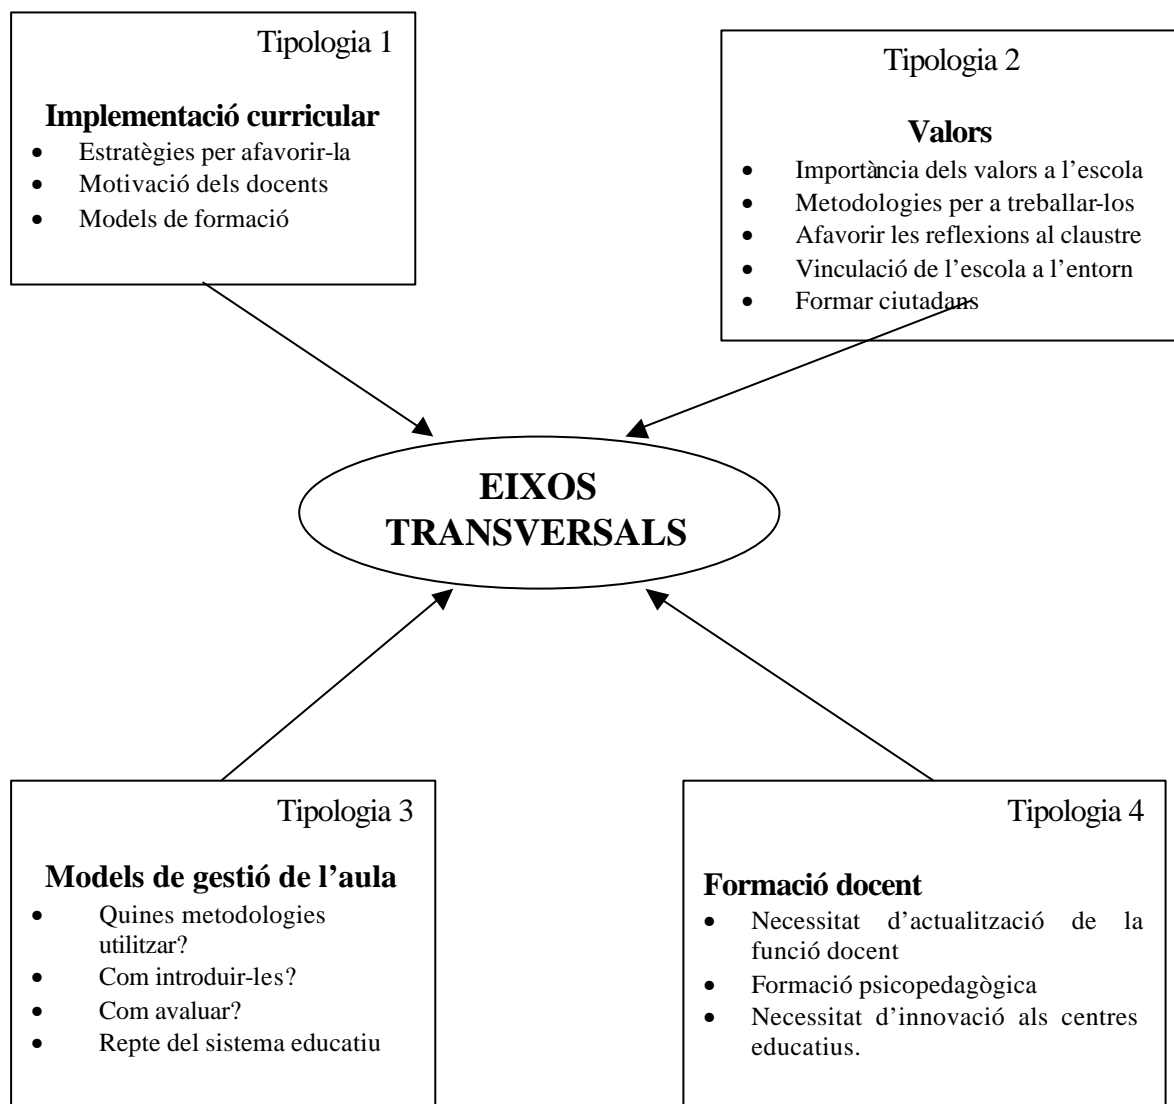 Tipologia 1
Implementació curricular
• Estratègies per afavorir-la
• Motivació dels docents
• Models de formació
Tipologia 2
Valors
• Importància dels valors a l’escola
• Metodologies per a treballar-los
• Afavorir les reflexions al claustre
• Vinculació de l’escola a l’entorn
• Formar ciutadans
EIXOS
TRANSVERSALS
Tipologia 3
Models de gestió de l’aula
• Quines metodologies
utilitzar?
• Com introduir-les?
• Com avaluar?
• Repte del sistema educatiu
Tipologia 4
Formació docent
• Necessitat d’actualització de la
funció docent
• Formació psicopedagògica
• Necessitat d’innovació als centres
educatius.